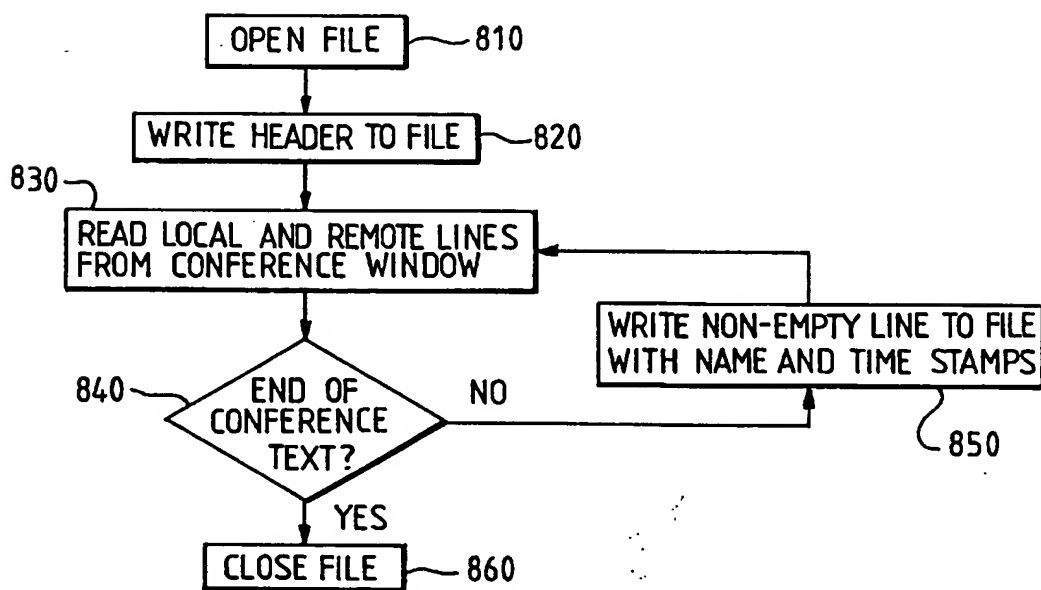 OPEN FILE
810
WRITE HEADER TO FILE
820
830
READ LOCAL AND REMOTE LINES
FROM CONFERENCE WINDOW
WRITE NON-EMPTY LINE TO FILE
WITH NAME AND TIME STAMPS
850
840
END OF
CONFERENCE
TEXT?
NO
YES
CLOSE FILE
860